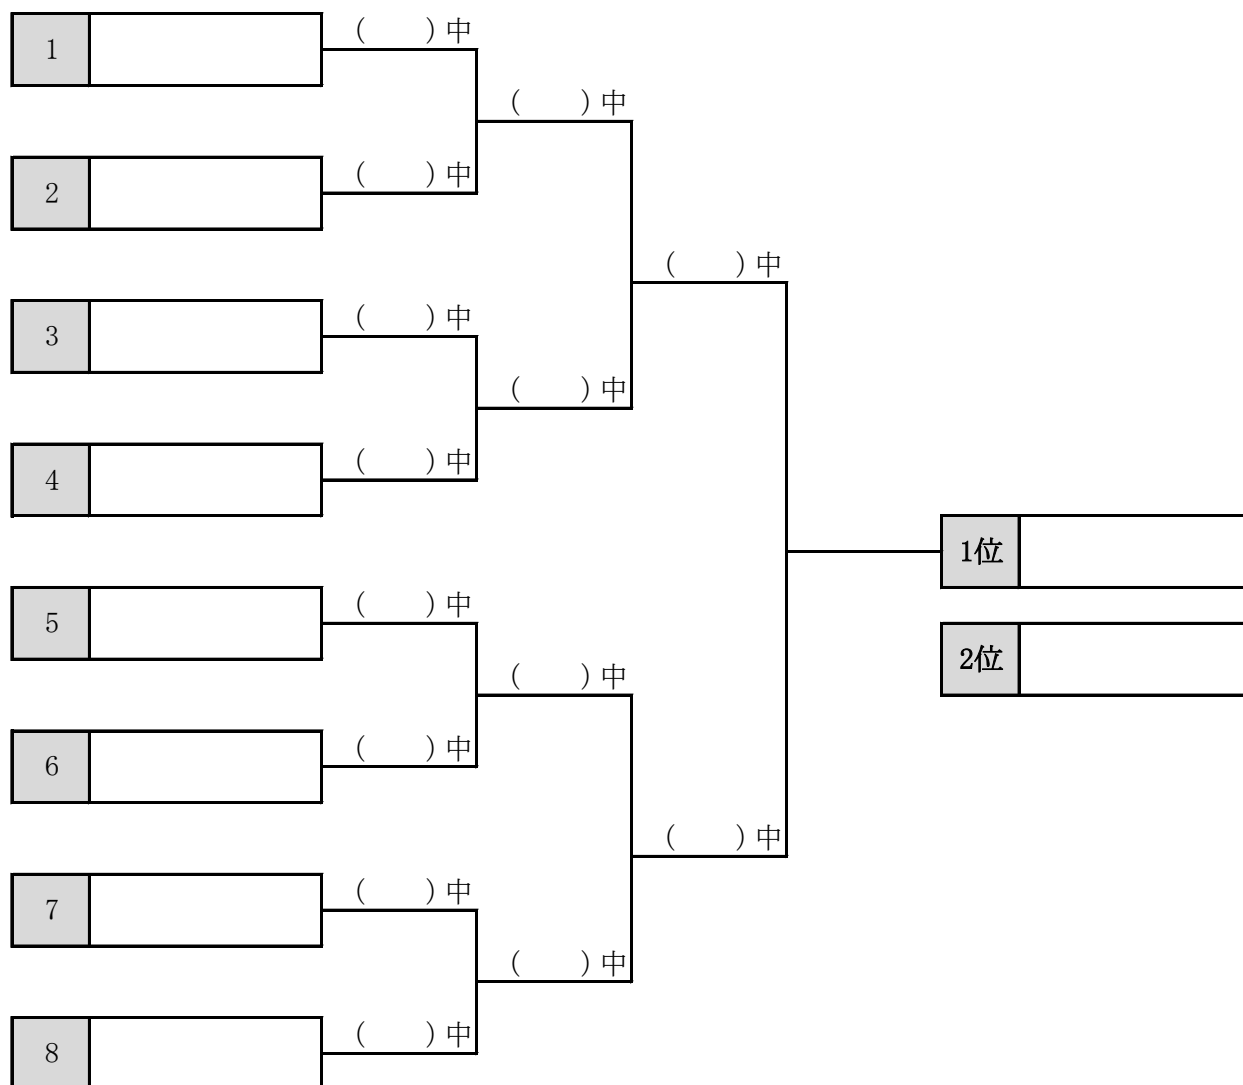 1
(　　)中
(　　)中
2
(　　)中
(　　)中
3
(　　)中
(　　)中
4
(　　)中
1位
5
(　　)中
2位
(　　)中
6
(　　)中
(　　)中
7
(　　)中
(　　)中
8
(　　)中